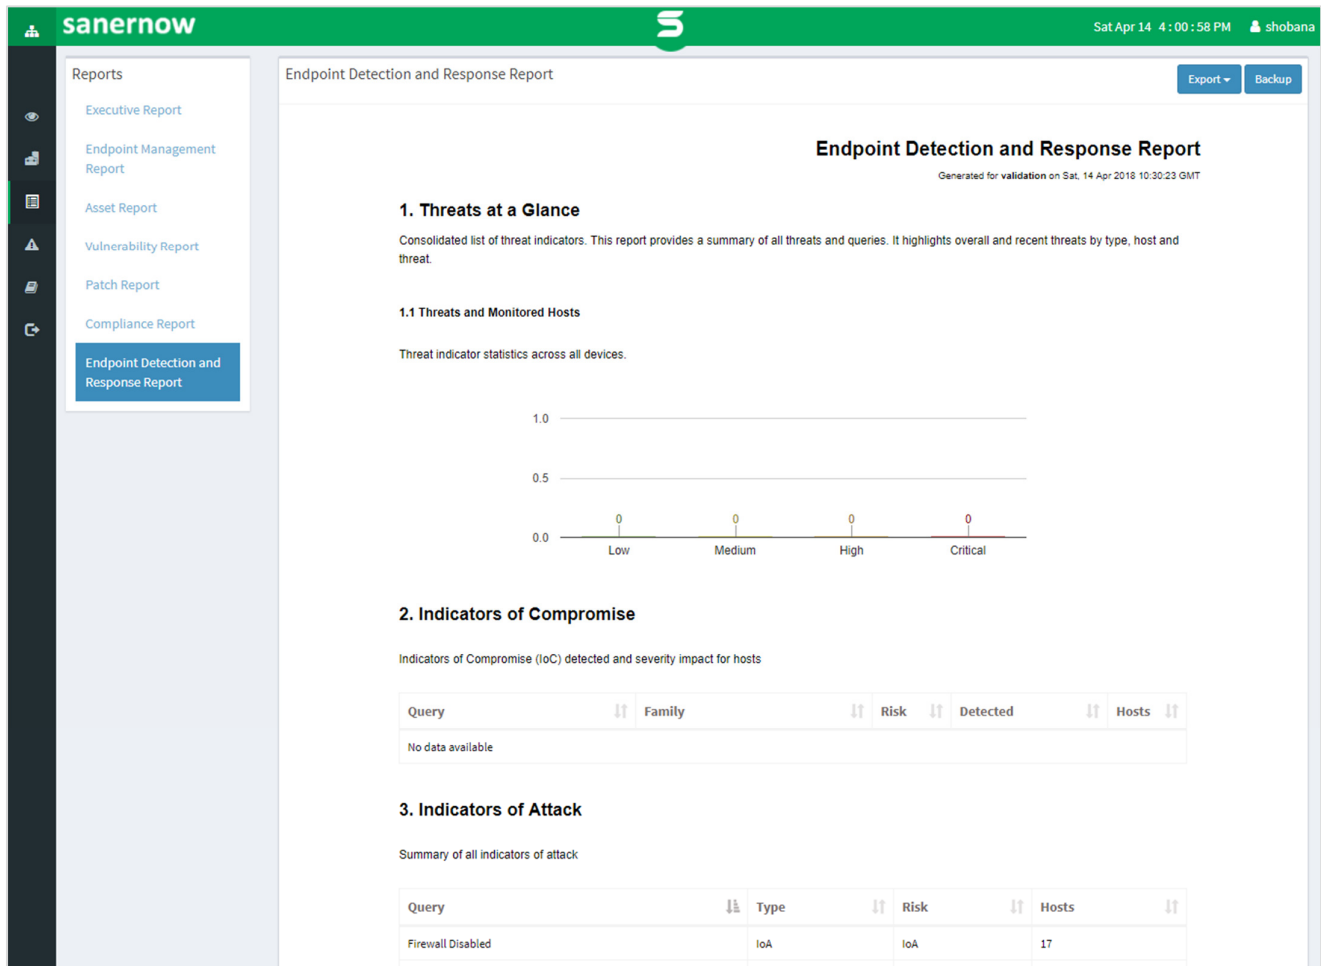 sanernow
Sat Apr 14 4 : 00 : 58 PM shobana
Reports
Executive Report
Endpoint Management
Report
Asset Report
Vulnerability Report
Patch Report
Compliance Report
Endpoint Detection and
Response Report
Endpoint Detection and Response Report
Export Backup
Endpoint Detection and Response Report
Generated for validation on Sat, 14 Apr 2018 10:30:23 GMT
1. Threats at a Glance
Consolidated list of threat indicators. This report provides a summary of all threats and queries. It highlights overall and recent threats by type, host and
threat.
1.1 Threats and Monitored Hosts
Threat indicator statistics across all devices.
1.0
0.5
0 0 0 0
0.0
Low Medium High Critical
2. Indicators of Compromise
Indicators of Compromise (IoC) detected and severity impact for hosts
Query Family Risk Detected Hosts
No data available
3. Indicators of Attack
Summary of all indicators of attack
Query Type Risk Hosts
Firewall Disabled IoA IoA 17